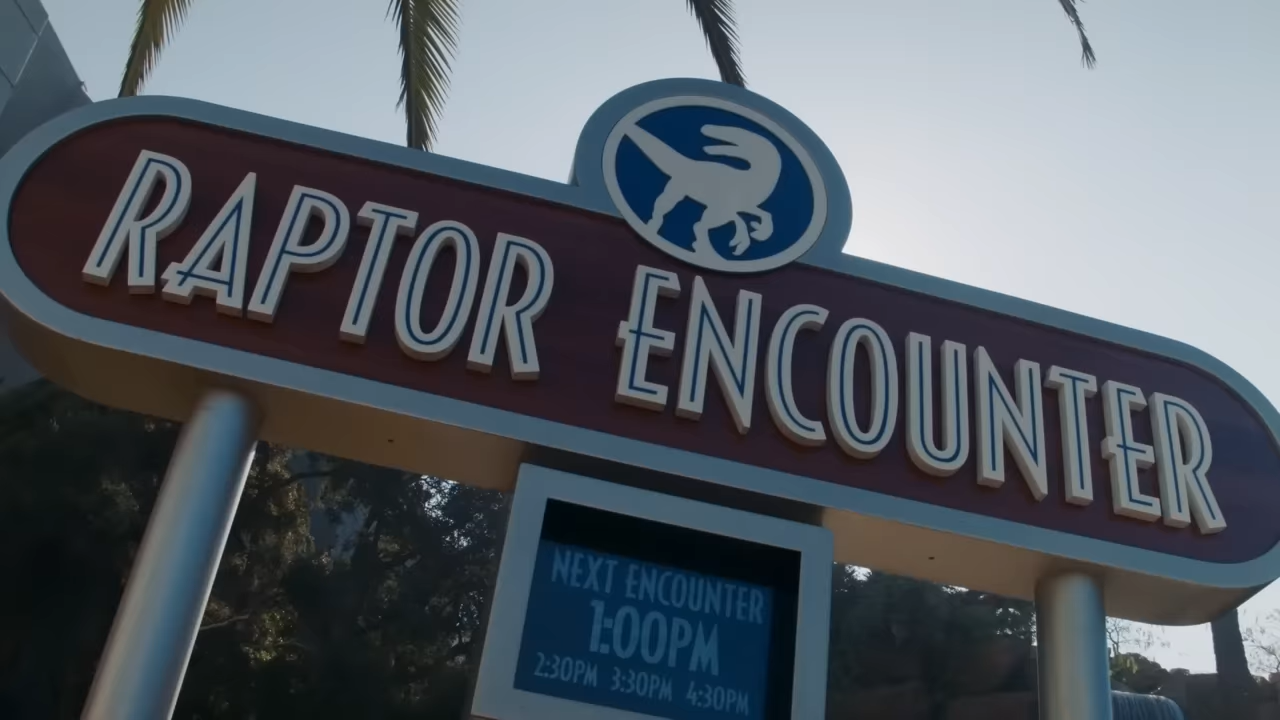 RAPTOR ENCOUNTER
NEXT ENCOUNTER
1:00PM
2:30PM 3:30PM 4:30PM